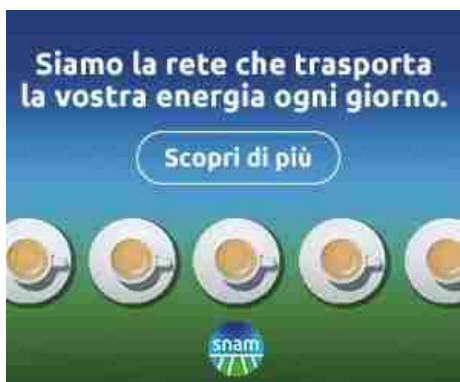 Siamo la rete che trasporta
la vostra energia ogni giorno.
Scopri di più
snam